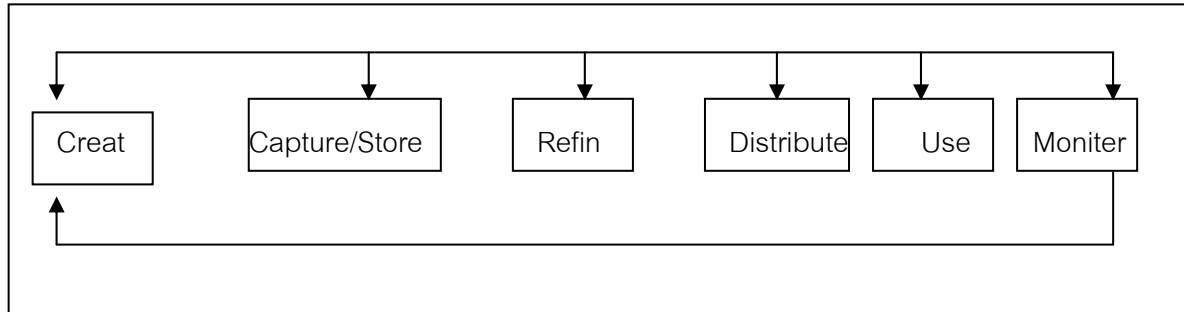 Creat
Capture/Store
Refin
Distribute
Use
Moniter